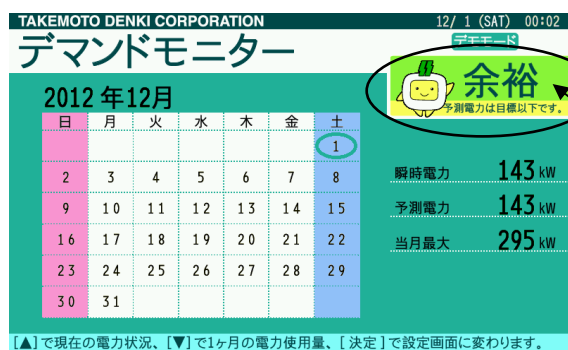 TAKEMOTO DENKI CORPORATION 12/ 1 (SAT) 00:02
デマンドモニター
デモモード
余裕
予測電力は目標以下です。
2012年12月
日 月 火 水 木 金 土
1
2 3 4 5 6 7 8
9 10 11 12 13 14 15
16 17 18 19 20 21 22
23 24 25 26 27 28 29
30 31
瞬時電力 143 kW
予測電力 143 kW
当月最大 295 kW
[▲]で現在の電力状況、[▼]で1ヶ月の電力使用量、[決定]で設定画面に変わります。